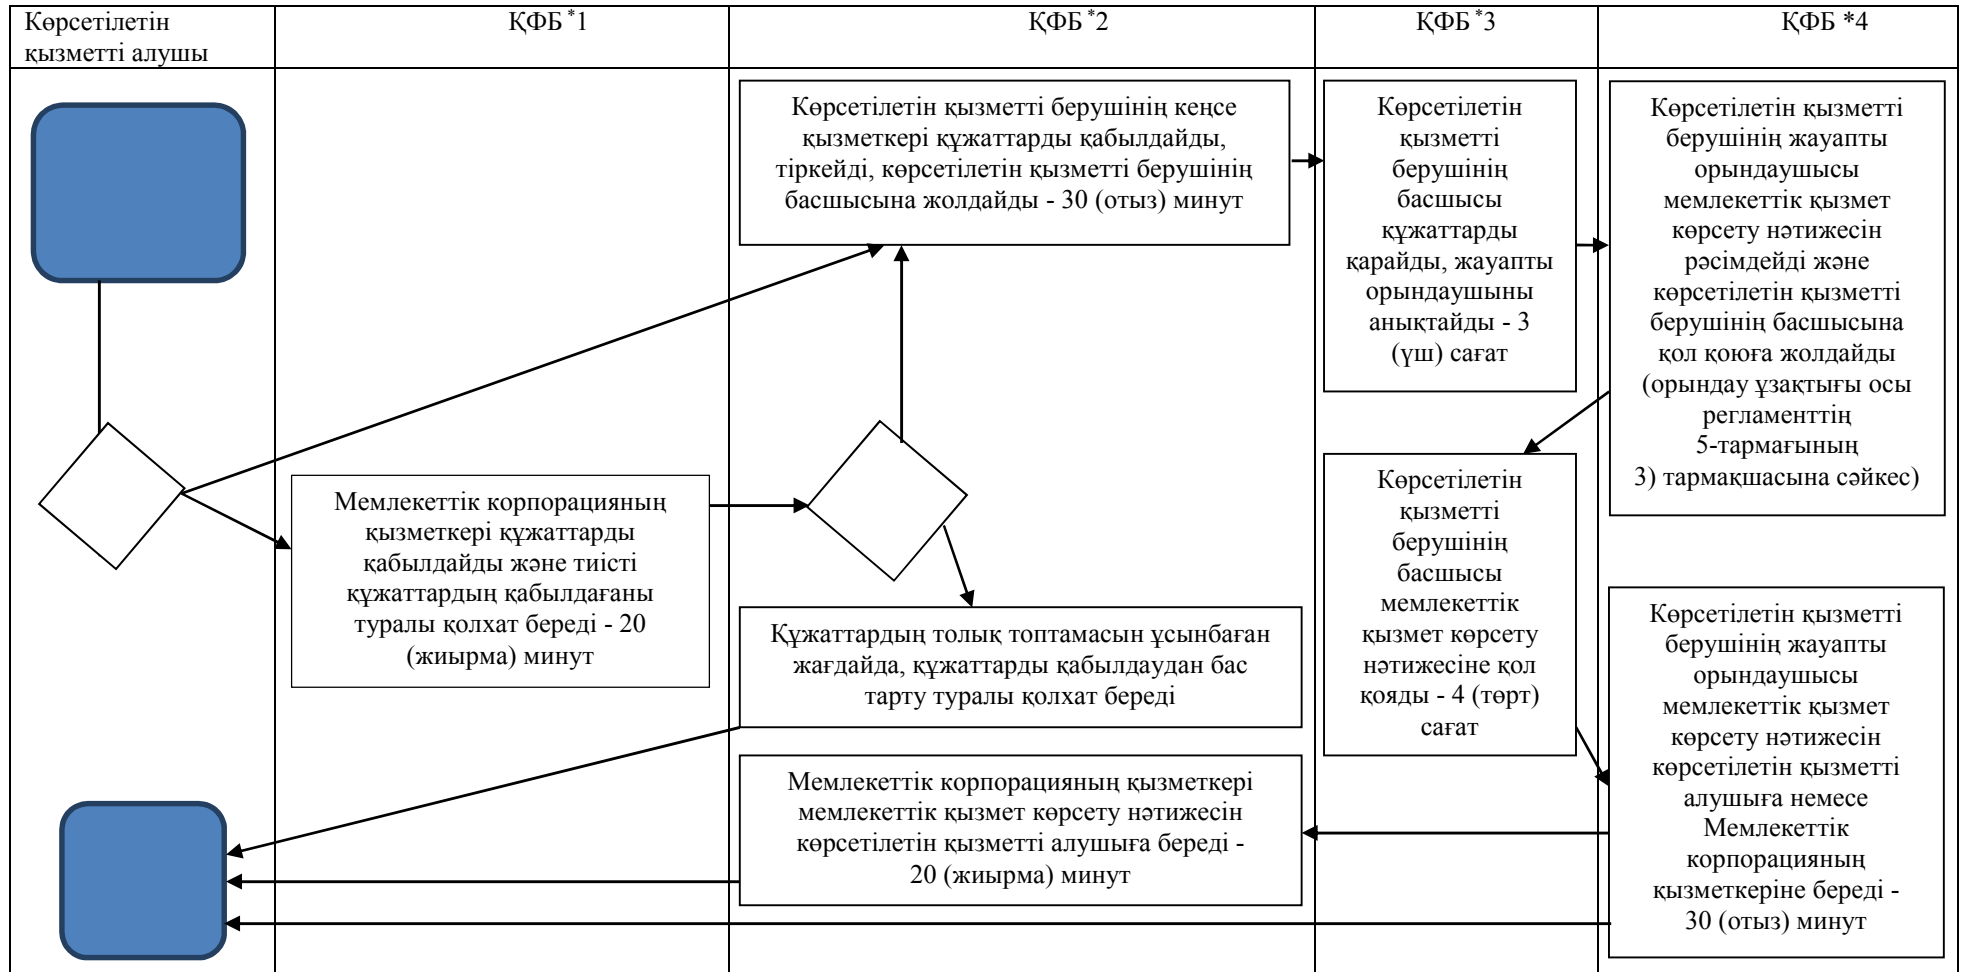 Көрсетілетін
қызметті алушы
ҚФБ *1
ҚФБ *2
ҚФБ *3
ҚФБ *4
Көрсетілетін қызметті берушінің кеңсе
қызметкері құжаттарды қабылдайды,
тіркейді, көрсетілетін қызметті берушінің
басшысына жолдайды - 30 (отыз) минут
Көрсетілетін
қызметті
берушінің
басшысы
құжаттарды
қарайды, жауапты
орындаушыны
анықтайды - 3
(үш) сағат
Көрсетілетін қызметті
берушінің жауапты
орындаушысы
мемлекеттік қызмет
көрсету нәтижесін
рәсімдейді және
көрсетілетін қызметті
берушінің басшысына
қол қоюға жолдайды
(орындау ұзақтығы осы
регламенттің
5-тармағының
3) тармақшасына сәйкес)
Мемлекеттік корпорацияның
қызметкері құжаттарды
қабылдайды және тиісті
құжаттардың қабылдағаны
туралы қолхат береді - 20
(жиырма) минут
Құжаттардың толық топтамасын ұсынбаған
жағдайда, құжаттарды қабылдаудан бас
тарту туралы қолхат береді
Көрсетілетін
қызметті
берушінің
басшысы
мемлекеттік
қызмет көрсету
нәтижесіне қол
қояды - 4 (төрт)
сағат
Мемлекеттік корпорацияның қызметкері
мемлекеттік қызмет көрсету нәтижесін
көрсетілетін қызметті алушыға береді -
20 (жиырма) минут
Көрсетілетін қызметті
берушінің жауапты
орындаушысы
мемлекеттік қызмет
көрсету нәтижесін
көрсетілетін қызметті
алушыға немесе
Мемлекеттік
корпорацияның
қызметкеріне береді -
30 (отыз) минут